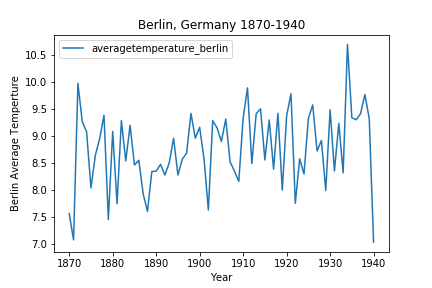 Berlin, Germany 1870-1940
averagetemperature_berlin
10.5
10.0
9.5
9.0
8.5
8.0
7.5
7.0
Berlin Average Temperture
1870 1880 1890 1900 1910 1920 1930 1940
Year